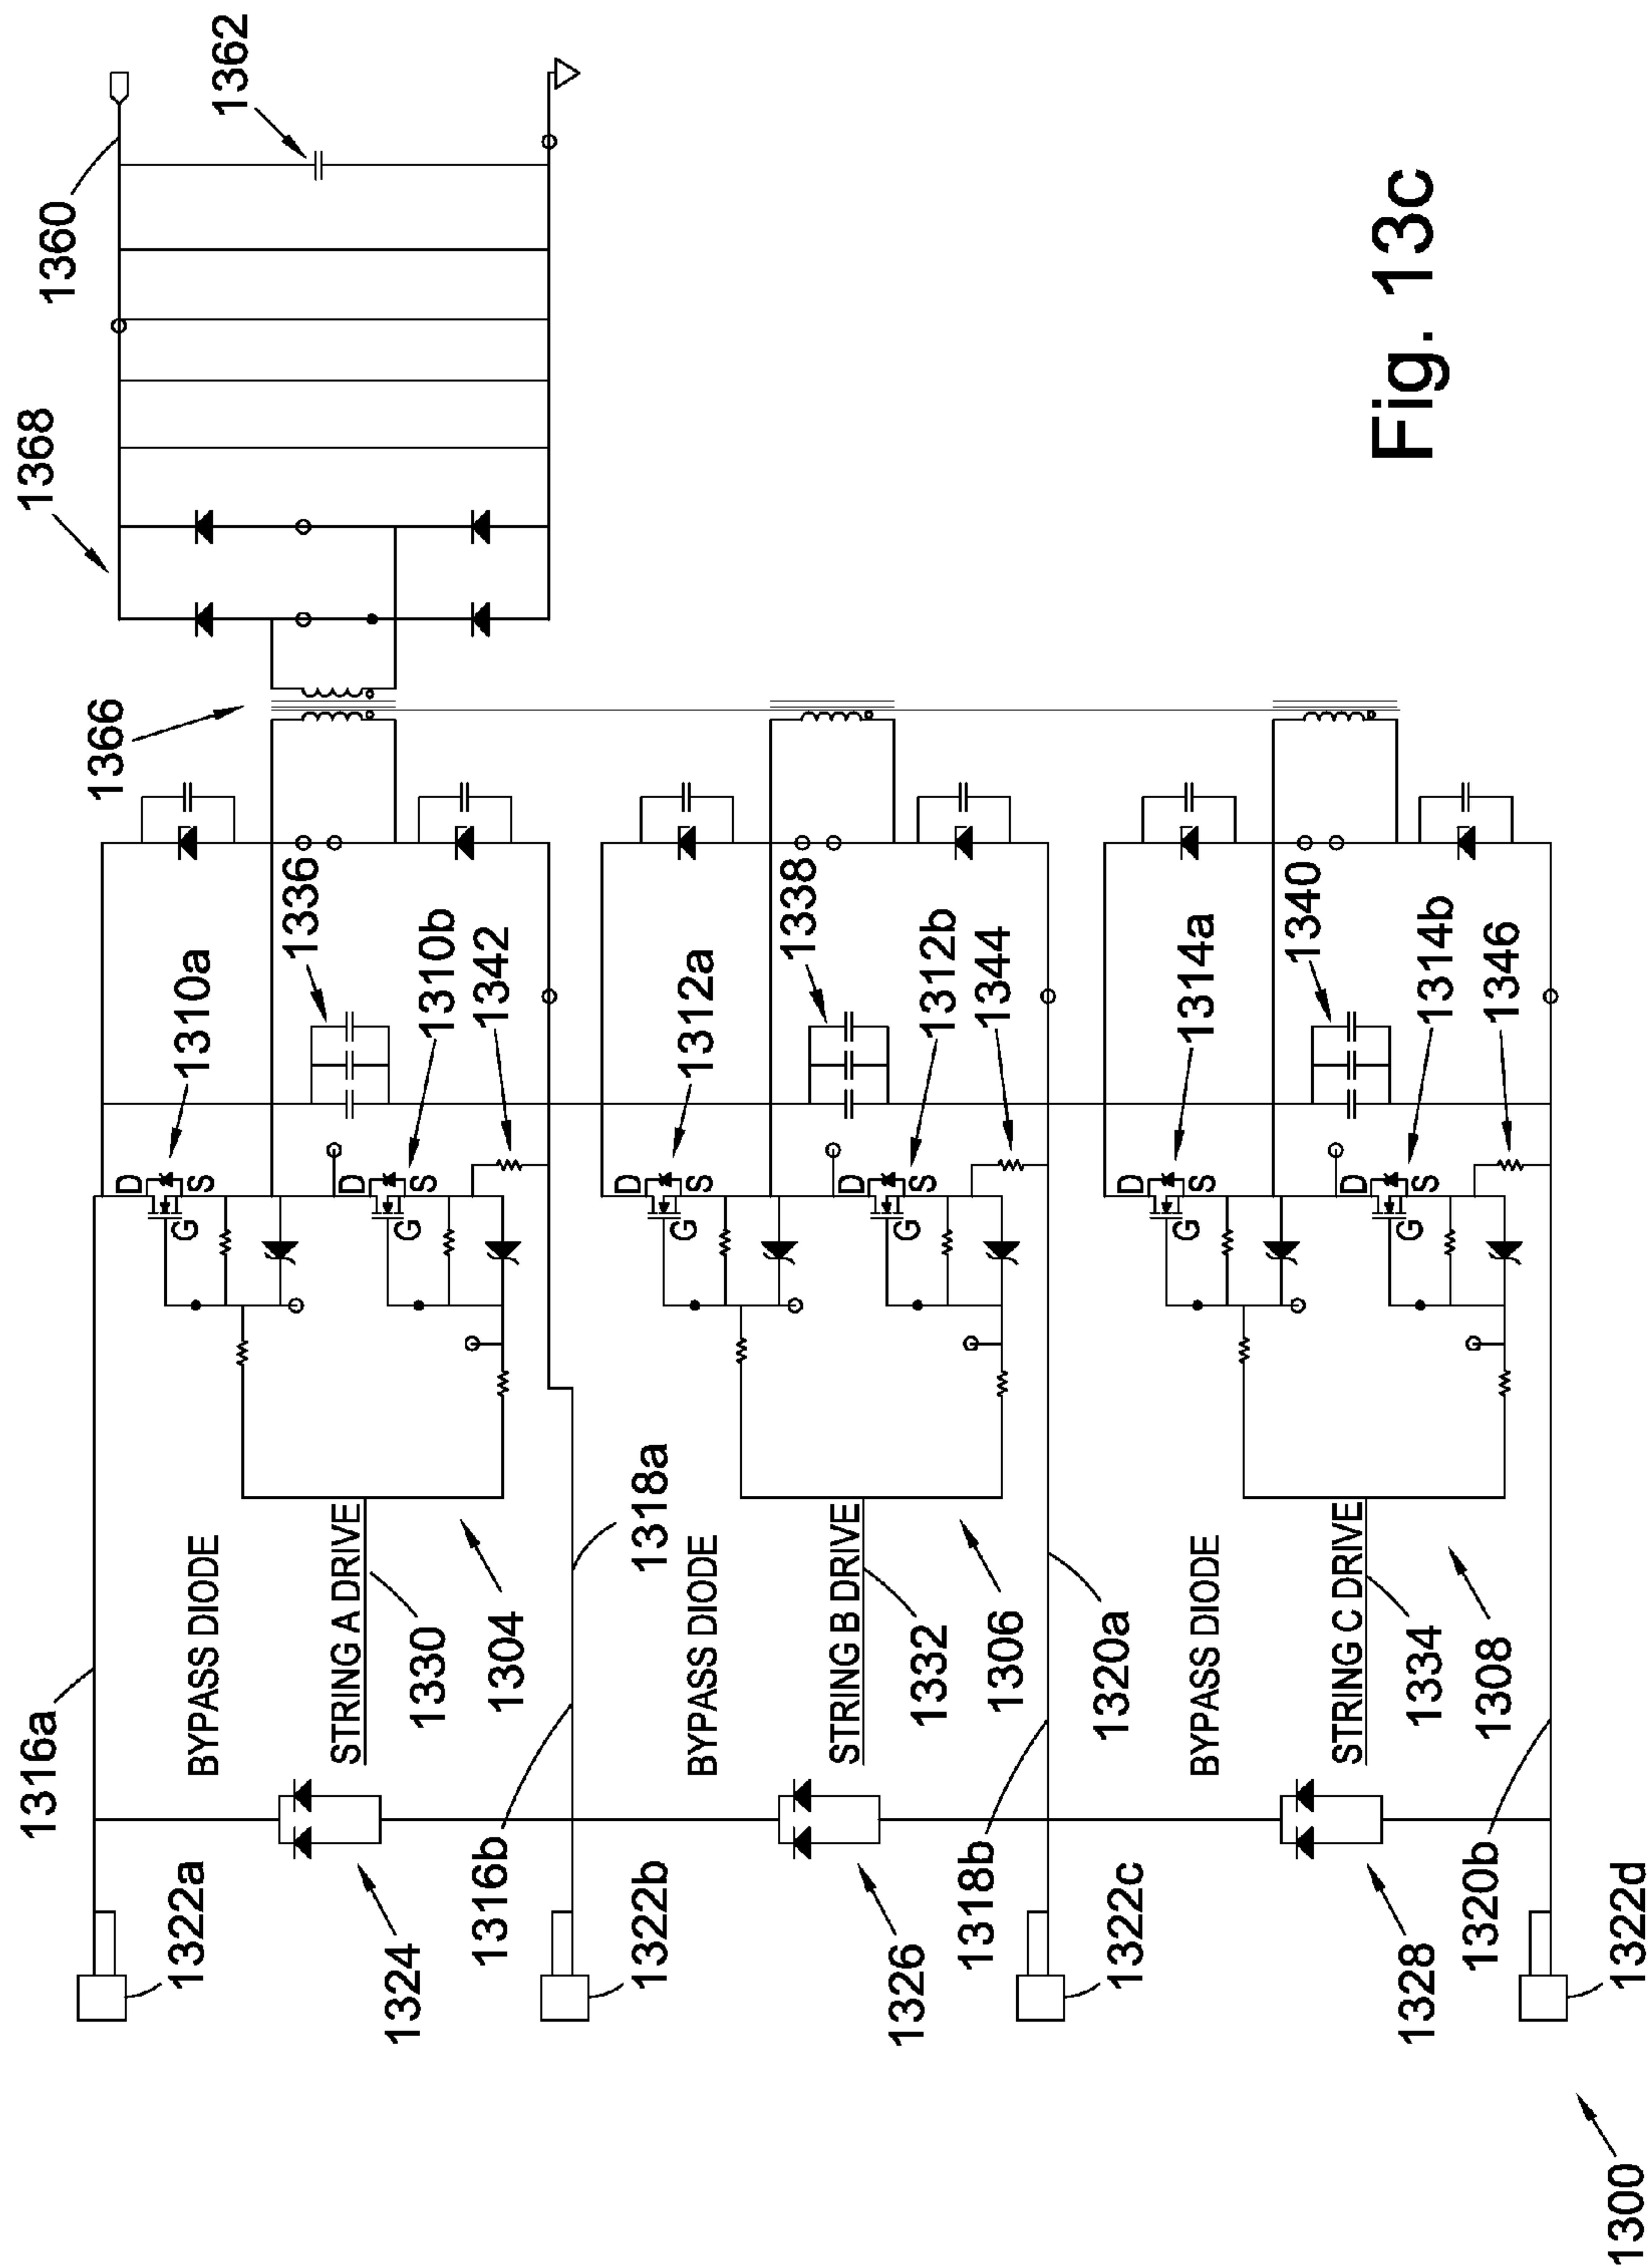 1316a
1322a
BYPASS DIODE
STRING A DRIVE
1324
1330
1304
1316b
1318a
1322b
D
S
G
1310a
D
S
G
1336
1310b
1342
1366
1368
1360
1362
BYPASS DIODE
STRING B DRIVE
1326
1332
1306
1318b
1320a
1322c
D
S
G
1312a
D
S
G
1338
1312b
1344
BYPASS DIODE
STRING C DRIVE
1328
1334
1308
1320b
1322d
D
S
G
1314a
D
S
G
1340
1314b
1346
1300
Fig. 13c